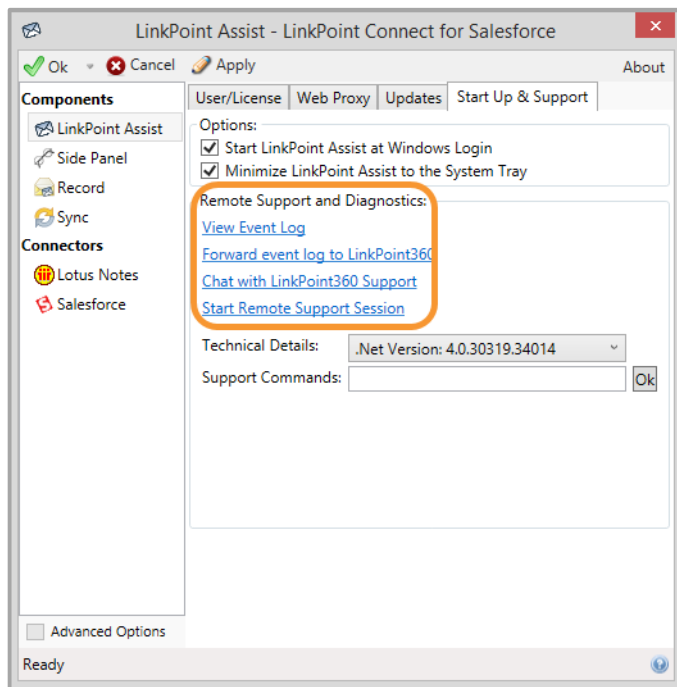 LinkPoint Assist - LinkPoint Connect for Salesforce
Ok Cancel Apply About
Components
LinkPoint Assist
Side Panel
Record
Sync
Connectors
Lotus Notes
Salesforce
Advanced Options
User/License Web Proxy Updates Start Up & Support
Options:
Start LinkPoint Assist at Windows Login
Minimize LinkPoint Assist to the System Tray
Remote Support and Diagnostics:
View Event Log
Forward event log to LinkPoint360
Chat with LinkPoint360 Support
Start Remote Support Session
Technical Details: .Net Version: 4.0.30319.34014
Support Commands: Ok
Ready